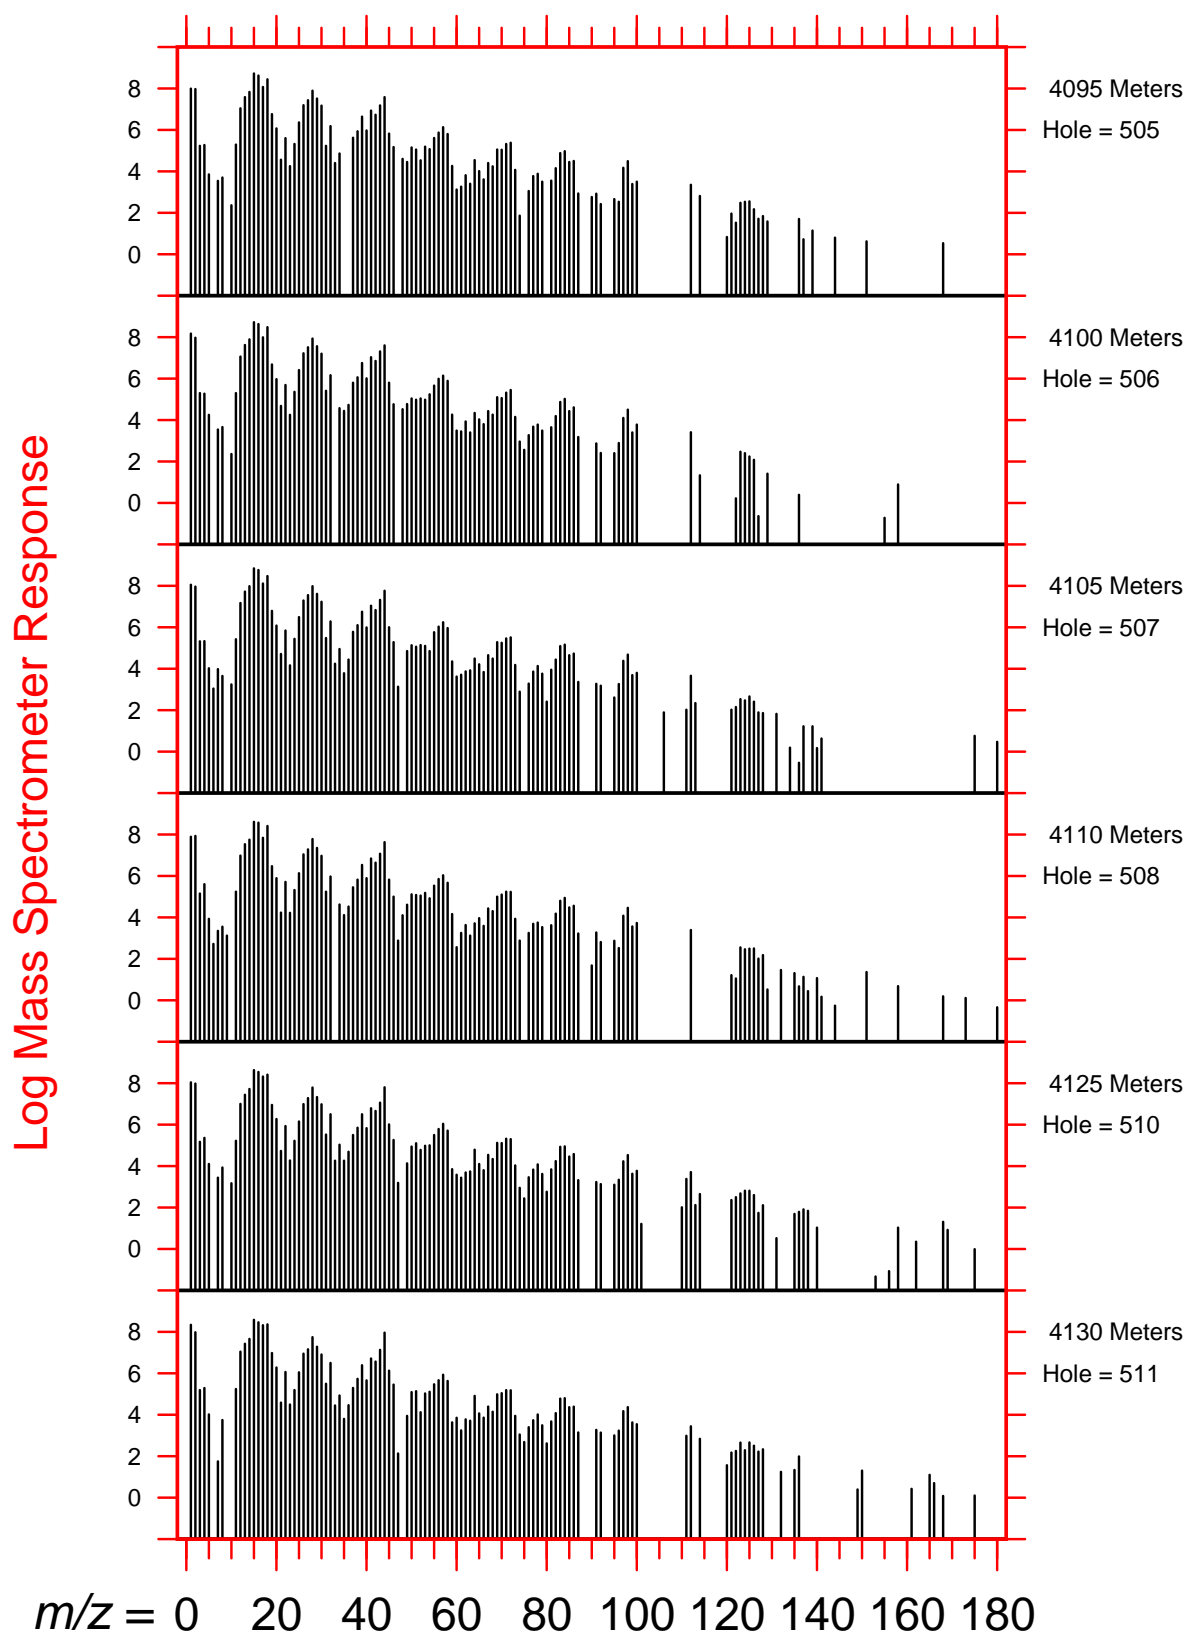 8
6
4
2
0
4095 Meters
Hole = 505
8
6
4
2
0
4100 Meters
Hole = 506
8
6
4
2
0
4105 Meters
Hole = 507
8
6
4
2
0
4110 Meters
Hole = 508
8
6
4
2
0
4125 Meters
Hole = 510
8
6
4
2
0
4130 Meters
Hole = 511
Log Mass Spectrometer Response
m/z = 0 20 40 60 80 100 120 140 160 180